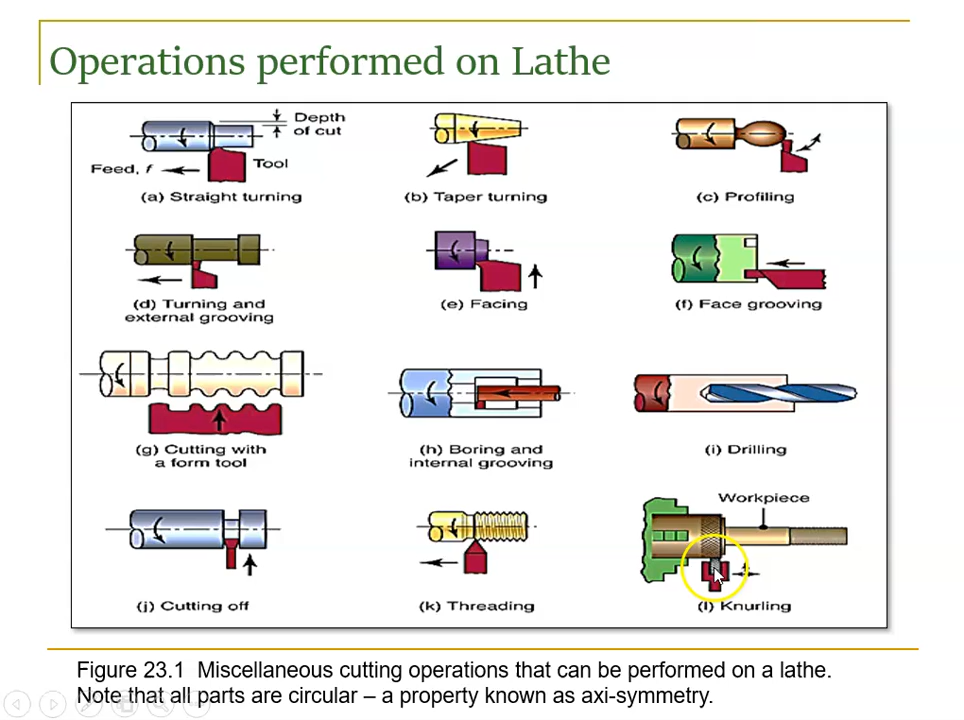 Operations performed on Lathe
Depth
of cut
Feed, f
Tool
(a) Straight turning
(b) Taper turning
(c) Profiling
(d) Turning and
external grooving
(e) Facing
(f) Face grooving
(g) Cutting with
a form tool
(h) Boring and
internal grooving
(i) Drilling
Workpiece
(j) Cutting off
(k) Threading
(l) Knurling
Figure 23.1 Miscellaneous cutting operations that can be performed on a lathe.
Note that all parts are circular – a property known as axi-symmetry.